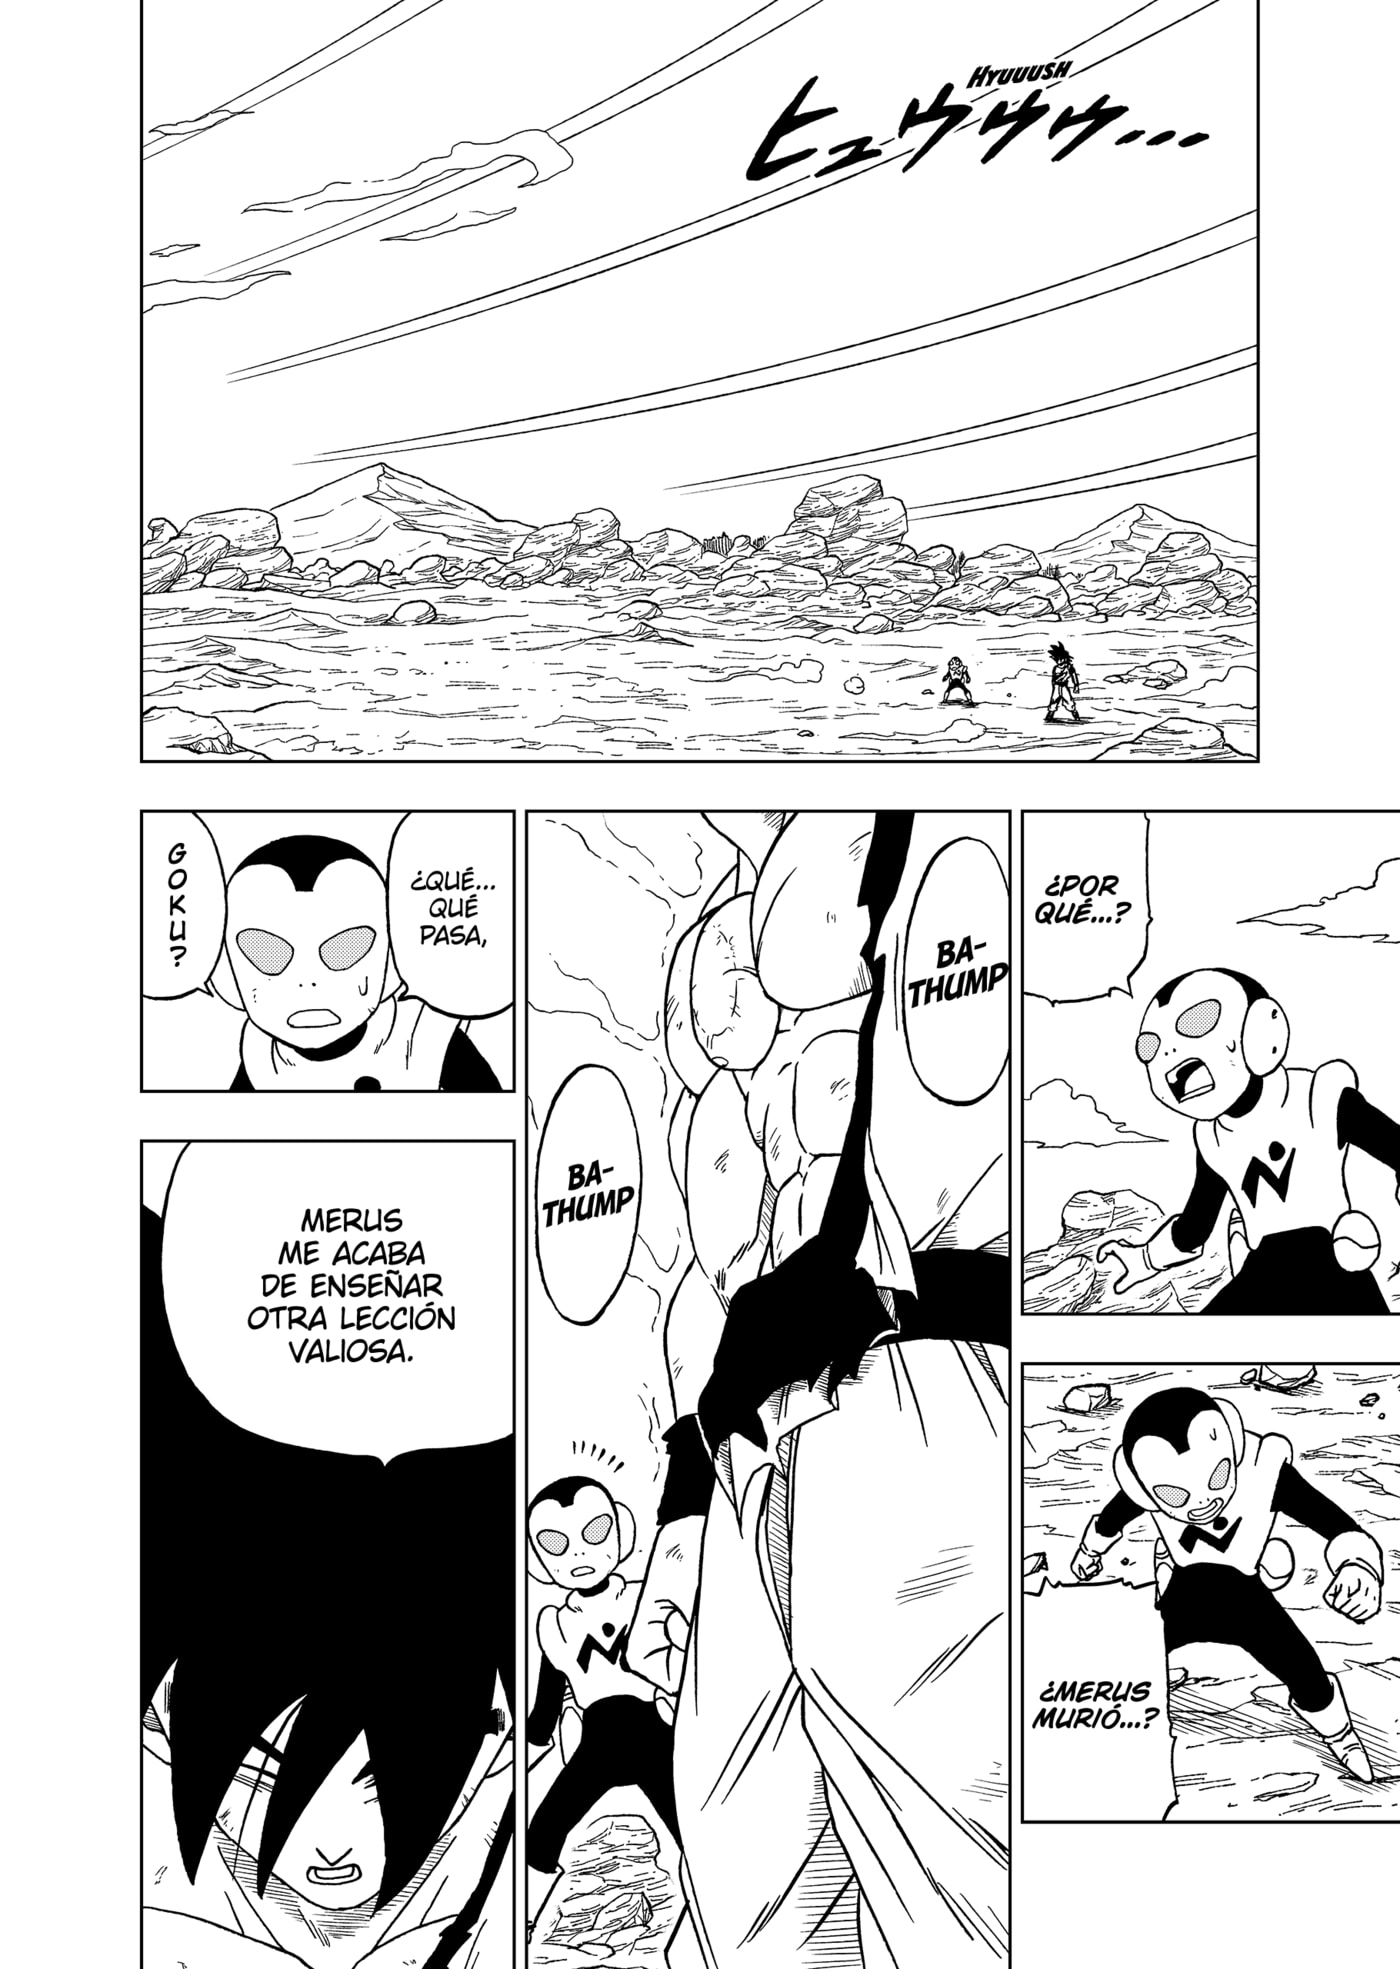 HYUUUSH
ヒュウウウ...
¿POR
QUÉ...?
¿MERUS
MURIÓ...?
BA-
THUMP
BA-
THUMP
¿QUÉ...
QUÉ
PASA,
GOKU?
MERUS
ME ACABA
DE ENSEÑAR
OTRA LECCIÓN
VALIOSA.